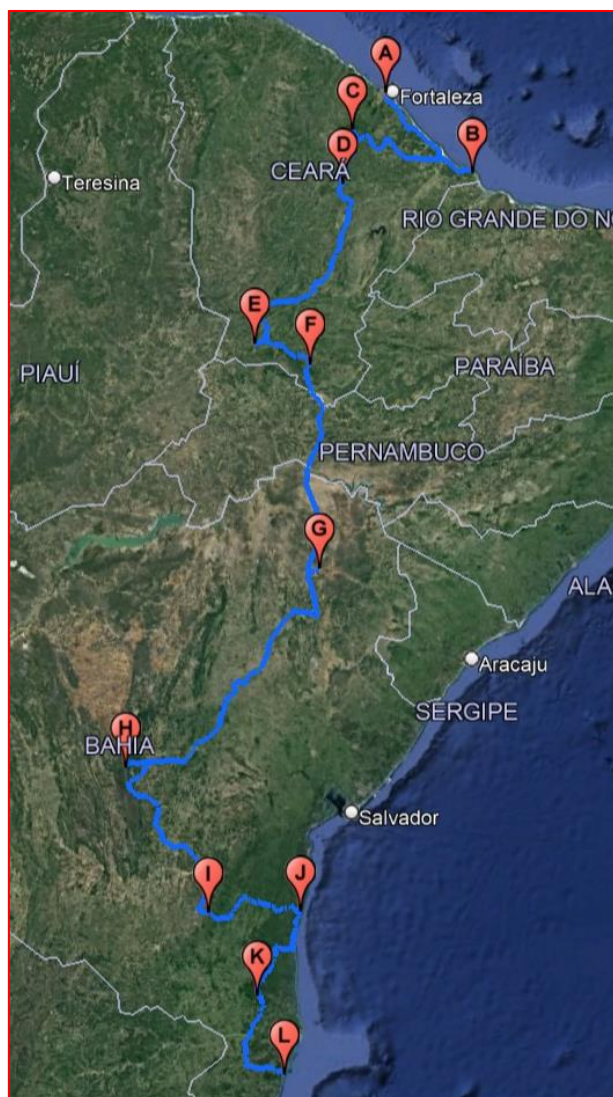 A
Fortaleza
C
B
D
CEARÁ
Teresina
RIO GRANDE DO NO
E
F
PIAUÍ
PARAÍBA
PERNAMBUCO
G
ALA
Aracaju
SERGIPE
H
BAHIA
Salvador
I
J
K
L